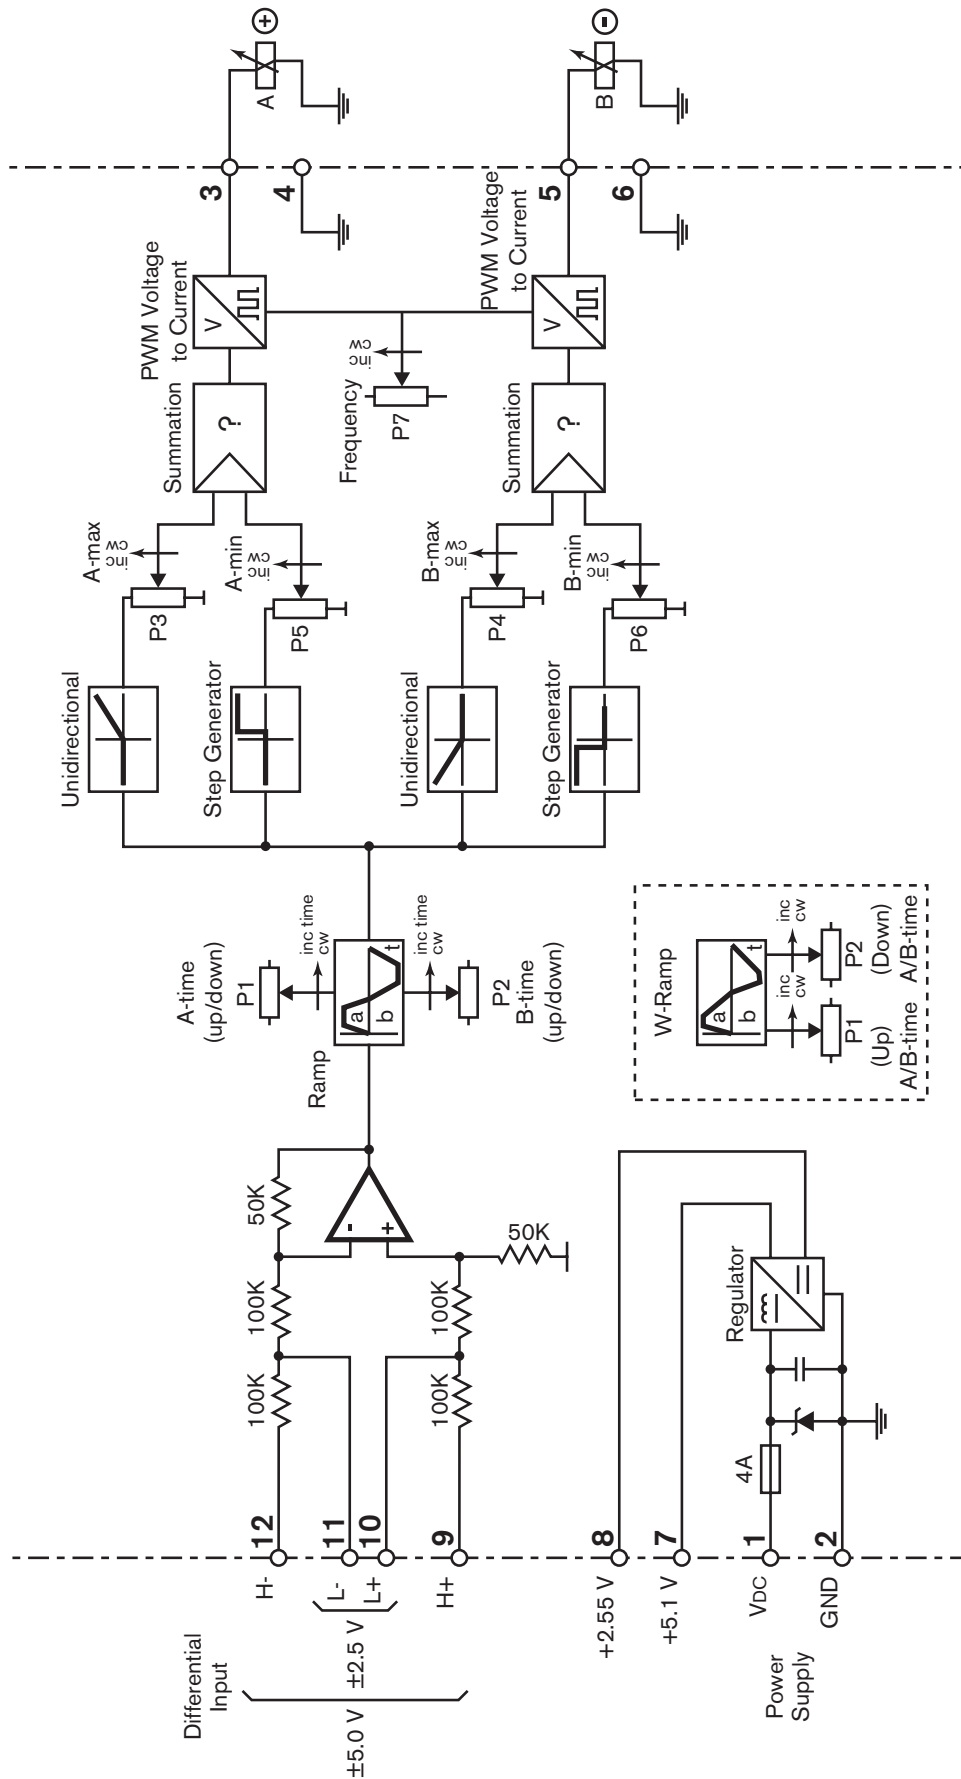 Differential
Input
±5.0 V
±2.5 V
H-
12
L-
11
L+
10
H+
9
+2.55 V
8
+5.1 V
7
VDC
1
GND
2
Power
Supply
100K
100K
50K
100K
100K
50K
-
+
4A
Regulator
Ramp
a
b
t
A-time
(up/down)
P1
inc time
cw
P2
B-time
(up/down)
inc time
cw
W-Ramp
a
b
t
inc
cw
inc
cw
P1
(Up)
A/B-time
P2
(Down)
A/B-time
Unidirectional
Step Generator
Unidirectional
Step Generator
P3
A-max
inc
cw
P5
A-min
inc
cw
P4
B-max
inc
cw
P6
B-min
inc
cw
Summation
?
Summation
?
Frequency
P7
inc
cw
PWM Voltage
to Current
V
PWM Voltage
to Current
V
3
4
5
6
A
+
B
-